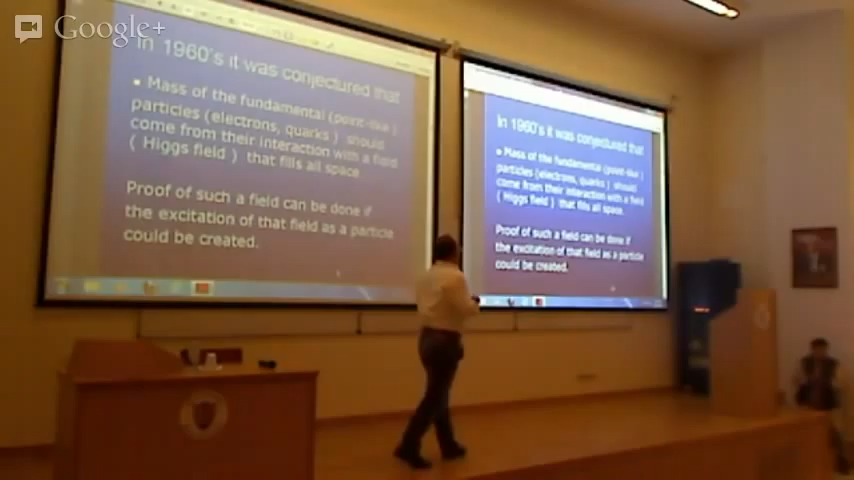 Google+
In 1960's it was conjectured that
▪ Mass of the fundamental (point-like )
particles (electrons, quarks ) should
come from their interaction with a field
( Higgs field ) that fills all space
Proof of such a field can be done if
the excitation of that field as a particle
could be created.
In 1960's it was conjectured that
▪ Mass of the fundamental (point-like )
particles (electrons, quarks ) should
come from their interaction with a field
( Higgs field ) that fills all space.
Proof of such a field can be done if
the excitation of that field as a particle
could be created.